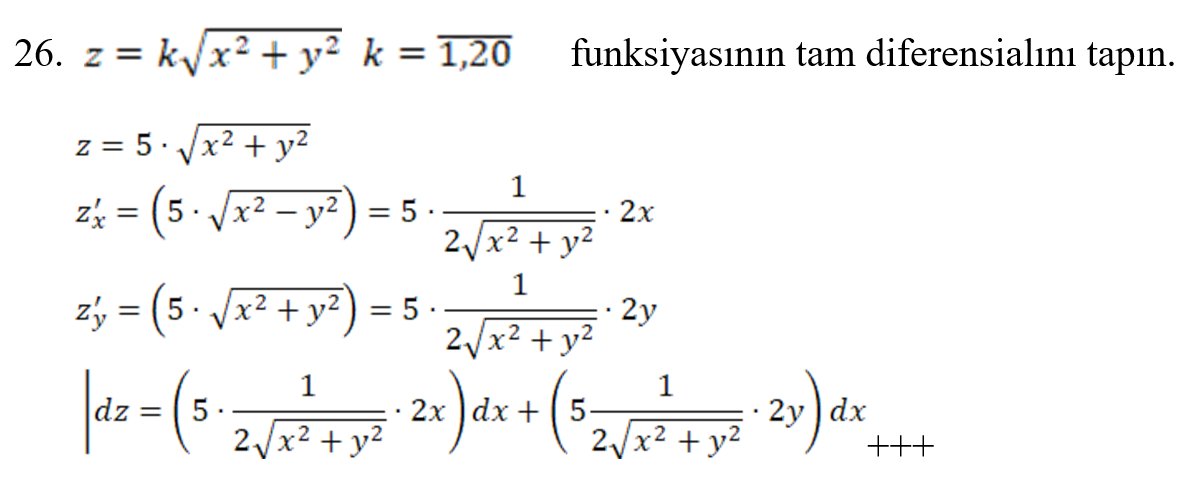 26. z = k√(x² + y²) k = \overline{1,20} funksiyasının tam diferensialını tapın.
z = 5 · √(x² + y²)
z′ₓ = (5 · √(x² − y²)) = 5 · 1/(2√(x² + y²)) · 2x
z′_y = (5 · √(x² + y²)) = 5 · 1/(2√(x² + y²)) · 2y
|dz = (5 · 1/(2√(x² + y²)) · 2x) dx + (5 1/(2√(x² + y²)) · 2y) dx +++